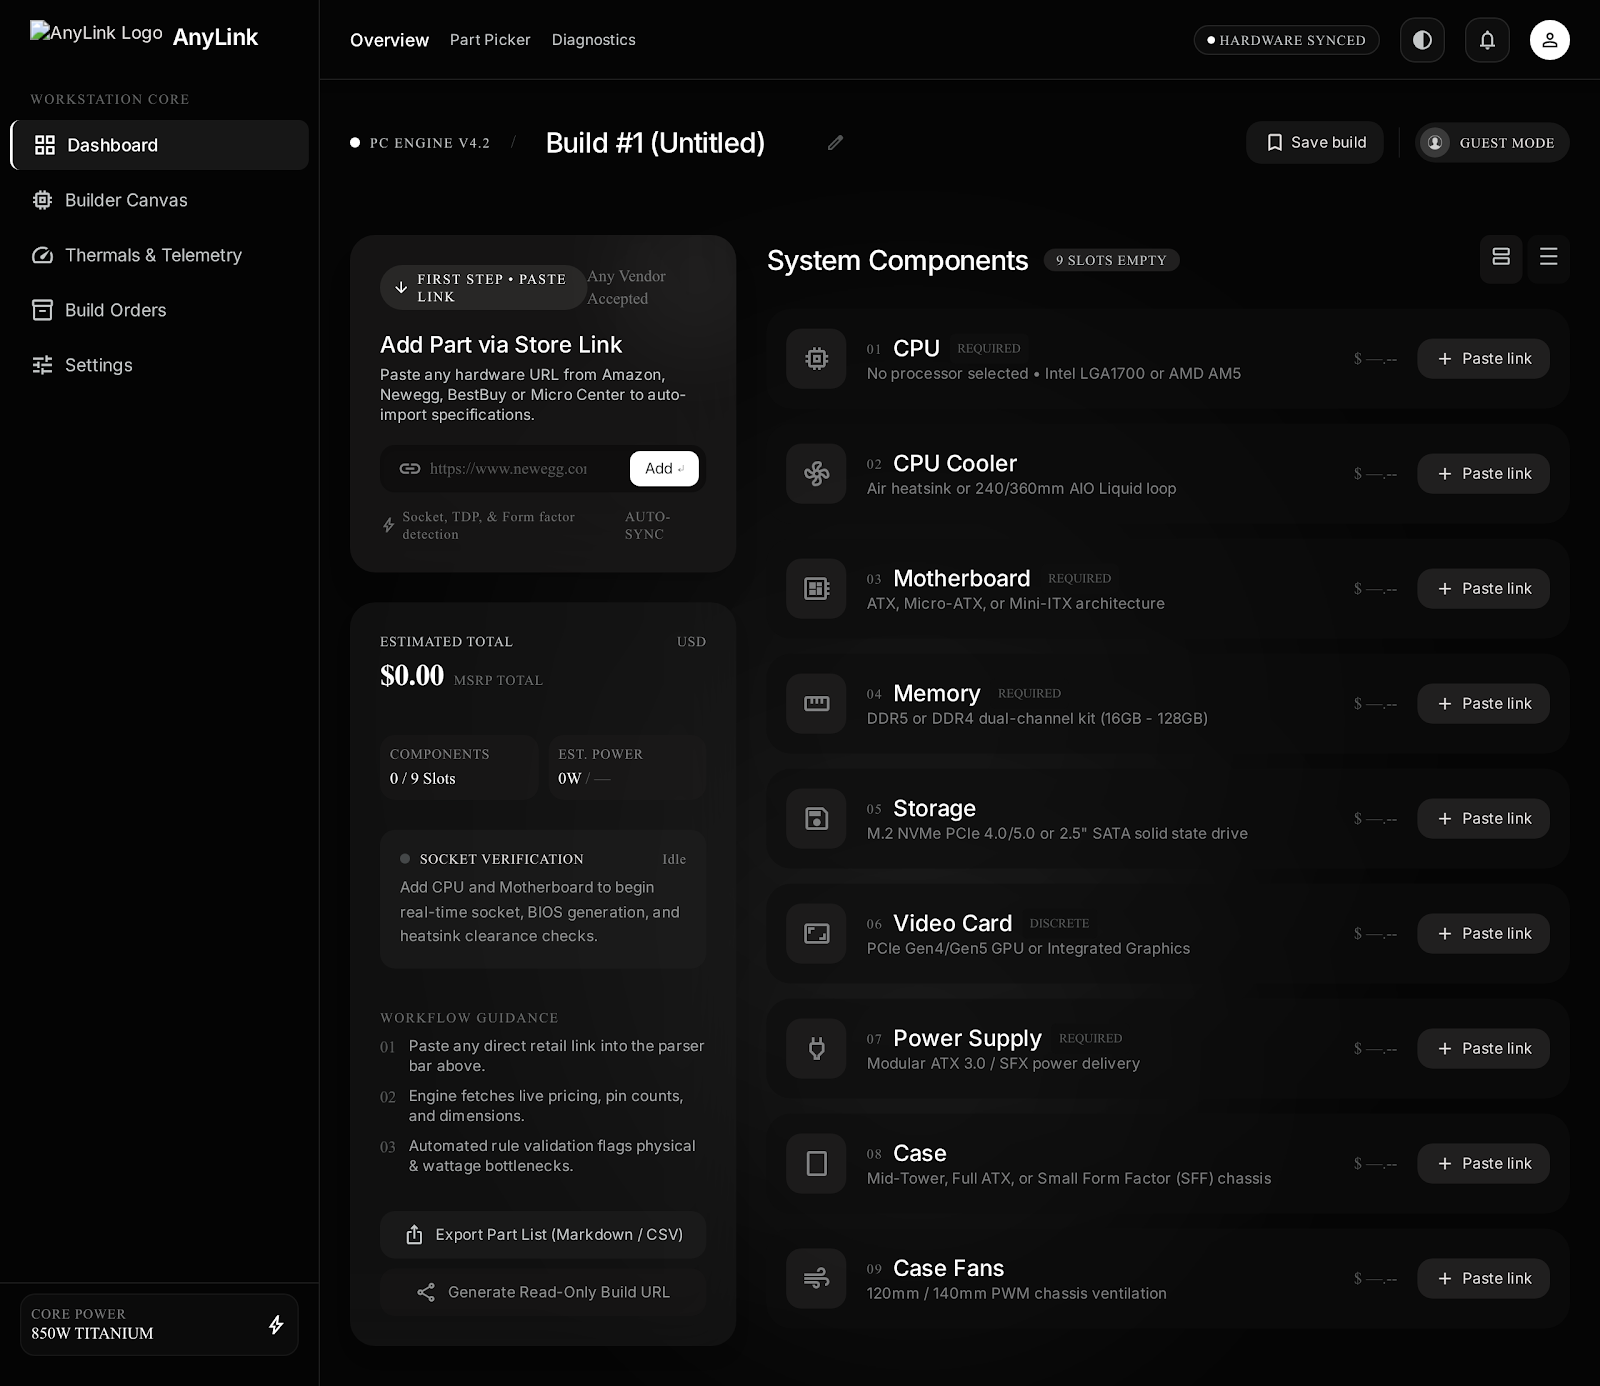 AnyLink Logo AnyLink
WORKSTATION CORE
Dashboard
Builder Canvas
Thermals & Telemetry
Build Orders
Settings
CORE POWER
850W TITANIUM
Overview Part Picker Diagnostics
HARDWARE SYNCED
PC ENGINE V4.2 / Build #1 (Untitled)
Save build
GUEST MODE
FIRST STEP • PASTE
LINK
Any Vendor
Accepted
Add Part via Store Link
Paste any hardware URL from Amazon,
Newegg, BestBuy or Micro Center to auto-
import specifications.
https://www.newegg.co
Add ↵
Socket, TDP, & Form factor
detection
AUTO-
SYNC
ESTIMATED TOTAL USD
$0.00 MSRP TOTAL
COMPONENTS
0 / 9 Slots
EST. POWER
0W / —
SOCKET VERIFICATION Idle
Add CPU and Motherboard to begin
real-time socket, BIOS generation, and
heatsink clearance checks.
WORKFLOW GUIDANCE
01 Paste any direct retail link into the parser
bar above.
02 Engine fetches live pricing, pin counts,
and dimensions.
03 Automated rule validation flags physical
& wattage bottlenecks.
Export Part List (Markdown / CSV)
Generate Read-Only Build URL
System Components 9 SLOTS EMPTY
01 CPU REQUIRED
No processor selected • Intel LGA1700 or AMD AM5
$ —.--
+ Paste link
02 CPU Cooler
Air heatsink or 240/360mm AIO Liquid loop
$ —.--
+ Paste link
03 Motherboard REQUIRED
ATX, Micro-ATX, or Mini-ITX architecture
$ —.--
+ Paste link
04 Memory REQUIRED
DDR5 or DDR4 dual-channel kit (16GB - 128GB)
$ —.--
+ Paste link
05 Storage
M.2 NVMe PCIe 4.0/5.0 or 2.5" SATA solid state drive
$ —.--
+ Paste link
06 Video Card DISCRETE
PCIe Gen4/Gen5 GPU or Integrated Graphics
$ —.--
+ Paste link
07 Power Supply REQUIRED
Modular ATX 3.0 / SFX power delivery
$ —.--
+ Paste link
08 Case
Mid-Tower, Full ATX, or Small Form Factor (SFF) chassis
$ —.--
+ Paste link
09 Case Fans
120mm / 140mm PWM chassis ventilation
$ —.--
+ Paste link